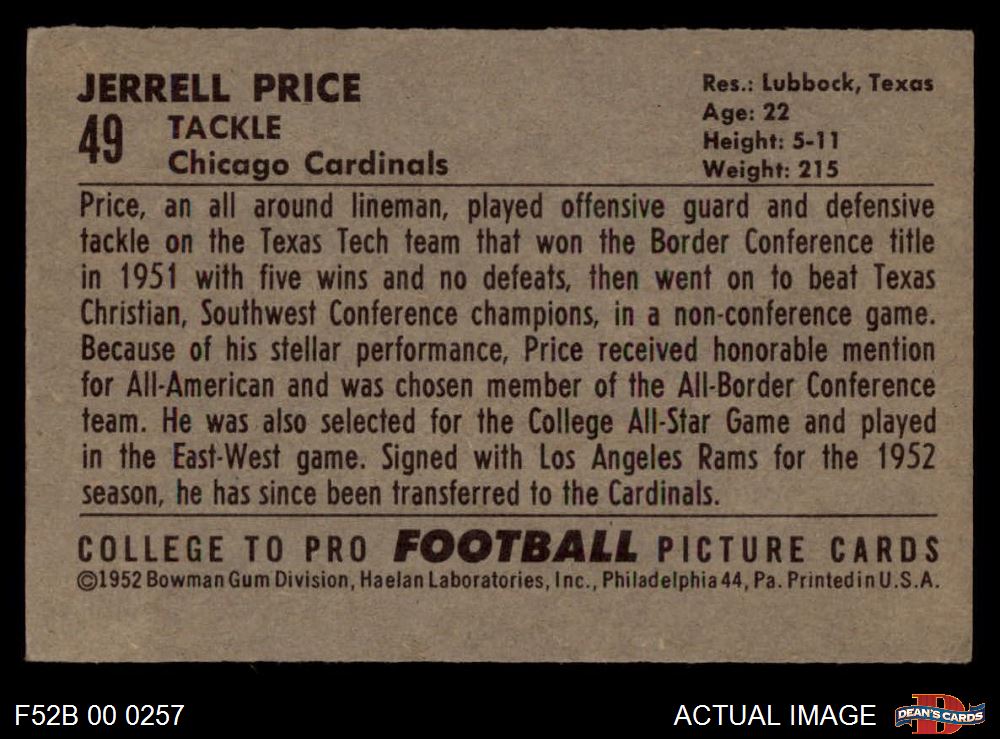 JERRELL PRICE
49 TACKLE
Chicago Cardinals
Res.: Lubbock, Texas
Age: 22
Height: 5-11
Weight: 215
Price, an all around lineman, played offensive guard and defensive
tackle on the Texas Tech team that won the Border Conference title
in 1951 with five wins and no defeats, then went on to beat Texas
Christian, Southwest Conference champions, in a non-conference game.
Because of his stellar performance, Price received honorable mention
for All-American and was chosen member of the All-Border Conference
team. He was also selected for the College All-Star Game and played
in the East-West game. Signed with Los Angeles Rams for the 1952
season, he has since been transferred to the Cardinals.
COLLEGE TO PRO FOOTBALL PICTURE CARDS
©1952 Bowman Gum Division, Haelan Laboratories, Inc., Philadelphia 44, Pa. Printed in U.S.A.
F52B 00 0257
ACTUAL IMAGE
D
DEAN'S CARDS